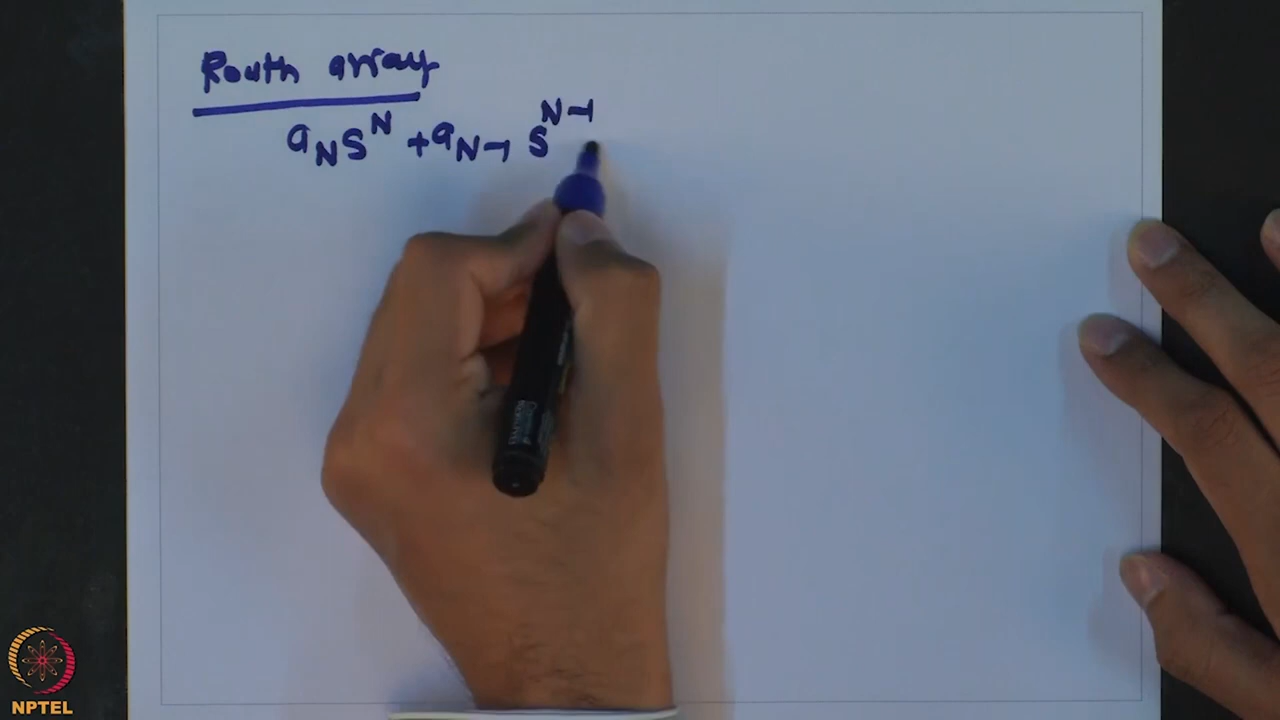 Routh array
a_N S^N + a_{N-1} S^{N-1}
NPTEL